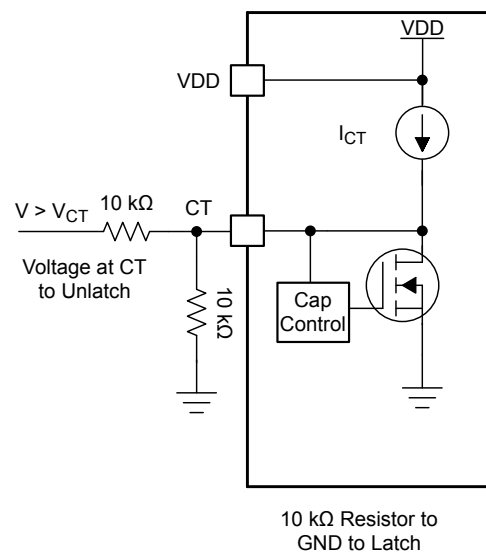 VDD
VDD
I_CT
10 kΩ
CT
V > V_CT
Voltage at CT
to Unlatch
10 kΩ
Cap
Control
10 kΩ Resistor to
GND to Latch